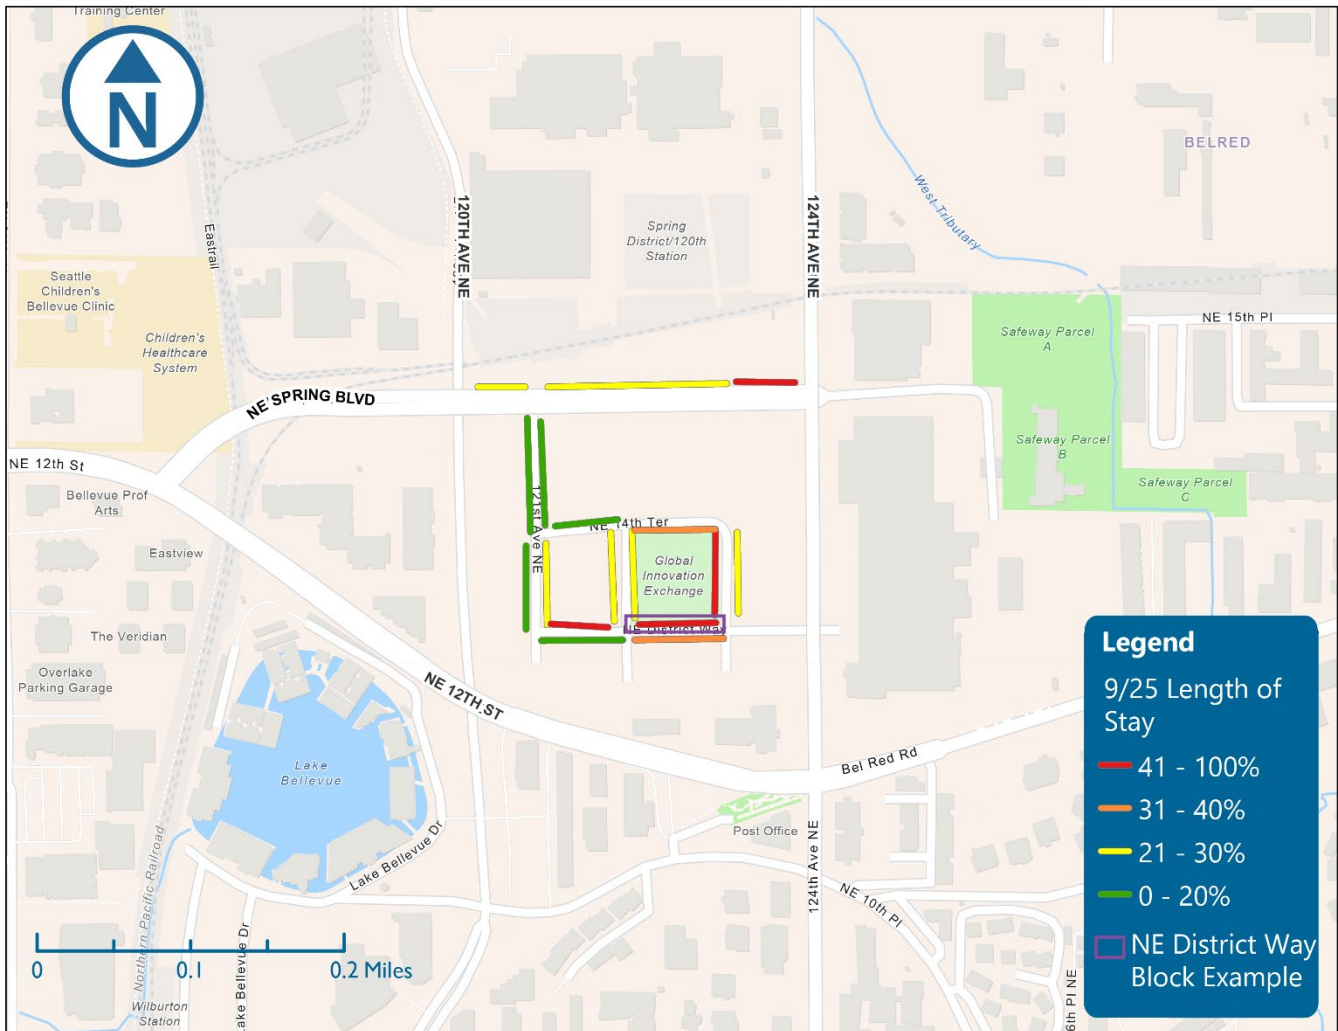 Training Center
N
BELRED
120TH AVE NE
124TH AVE NE
West Tributary
Spring
District/120th
Station
Eastrail
Seattle
Children's
Bellevue Clinic
Children's
Healthcare
System
NE 15th Pl
Safeway Parcel
A
NE SPRING BLVD
NE 12th St
Safeway Parcel
B
Safeway Parcel
C
Bellevue Prof
Arts
121st Ave NE
NE 14th Ter
Eastview
Global
Innovation
Exchange
NE District Way
The Veridian
Overlake
Parking Garage
NE 12TH ST
Lake
Bellevue
Bel Red Rd
Post Office
Lake Bellevue Dr
124th Ave NE
NE 10th Pl
Northern Pacific Railroad
Lake Bellevue Dr
Wilburton
Station
6th Pl NE
0
0.1
0.2 Miles
Legend
9/25 Length of
Stay
41 - 100%
31 - 40%
21 - 30%
0 - 20%
NE District Way
Block Example